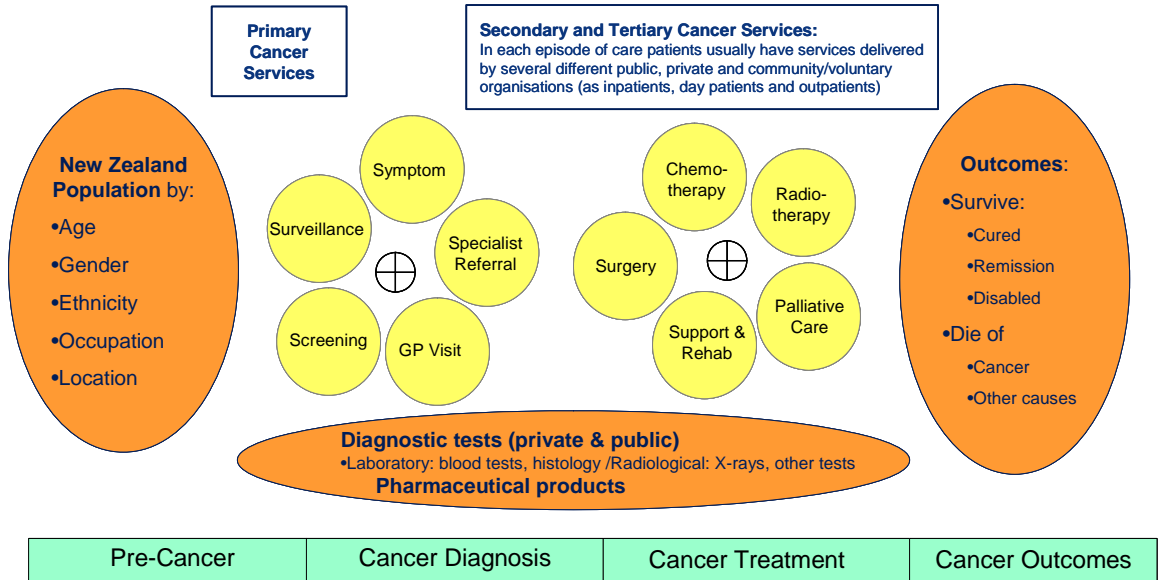 Primary
Cancer
Services
Secondary and Tertiary Cancer Services:
In each episode of care patients usually have services delivered
by several different public, private and community/voluntary
organisations (as inpatients, day patients and outpatients)
New Zealand
Population by:
•Age
•Gender
•Ethnicity
•Occupation
•Location
Symptom
Surveillance
Specialist
Referral
Screening
GP Visit
Chemo-
therapy
Radio-
therapy
Surgery
Palliative
Care
Support &
Rehab
Outcomes:
•Survive:
•Cured
•Remission
•Disabled
•Die of
•Cancer
•Other causes
Diagnostic tests (private & public)
•Laboratory: blood tests, histology /Radiological: X-rays, other tests
Pharmaceutical products
Pre-Cancer
Cancer Diagnosis
Cancer Treatment
Cancer Outcomes